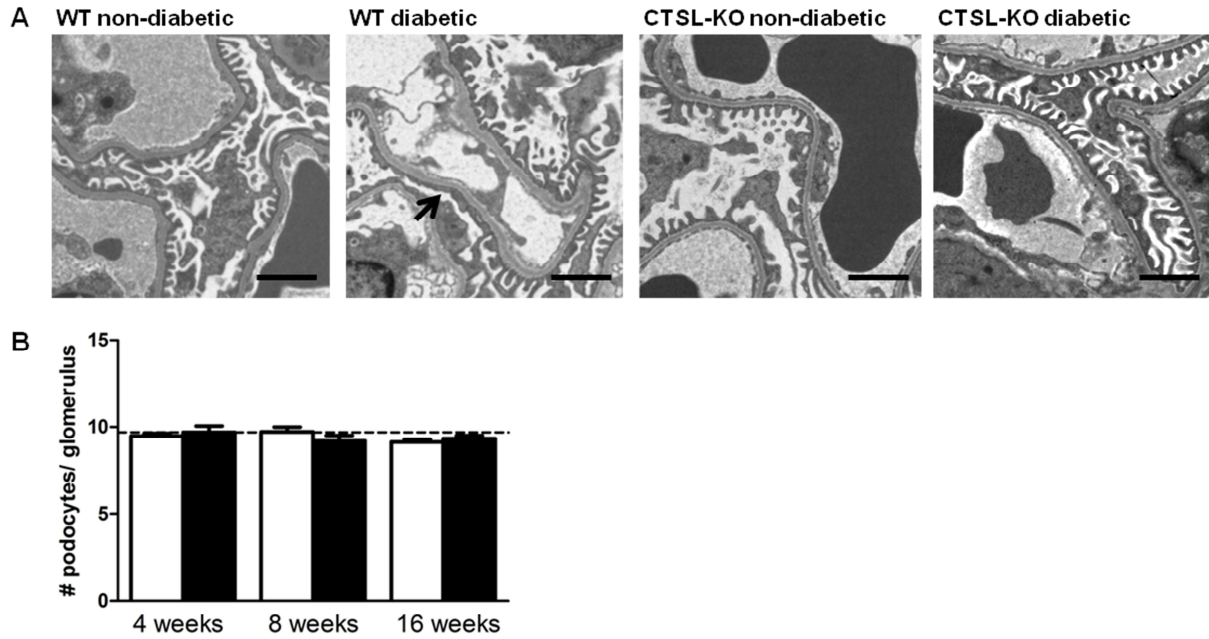 A
WT non-diabetic
WT diabetic
CTSL-KO non-diabetic
CTSL-KO diabetic
B
# podocytes/ glomerulus
15
10
5
0
4 weeks
8 weeks
16 weeks